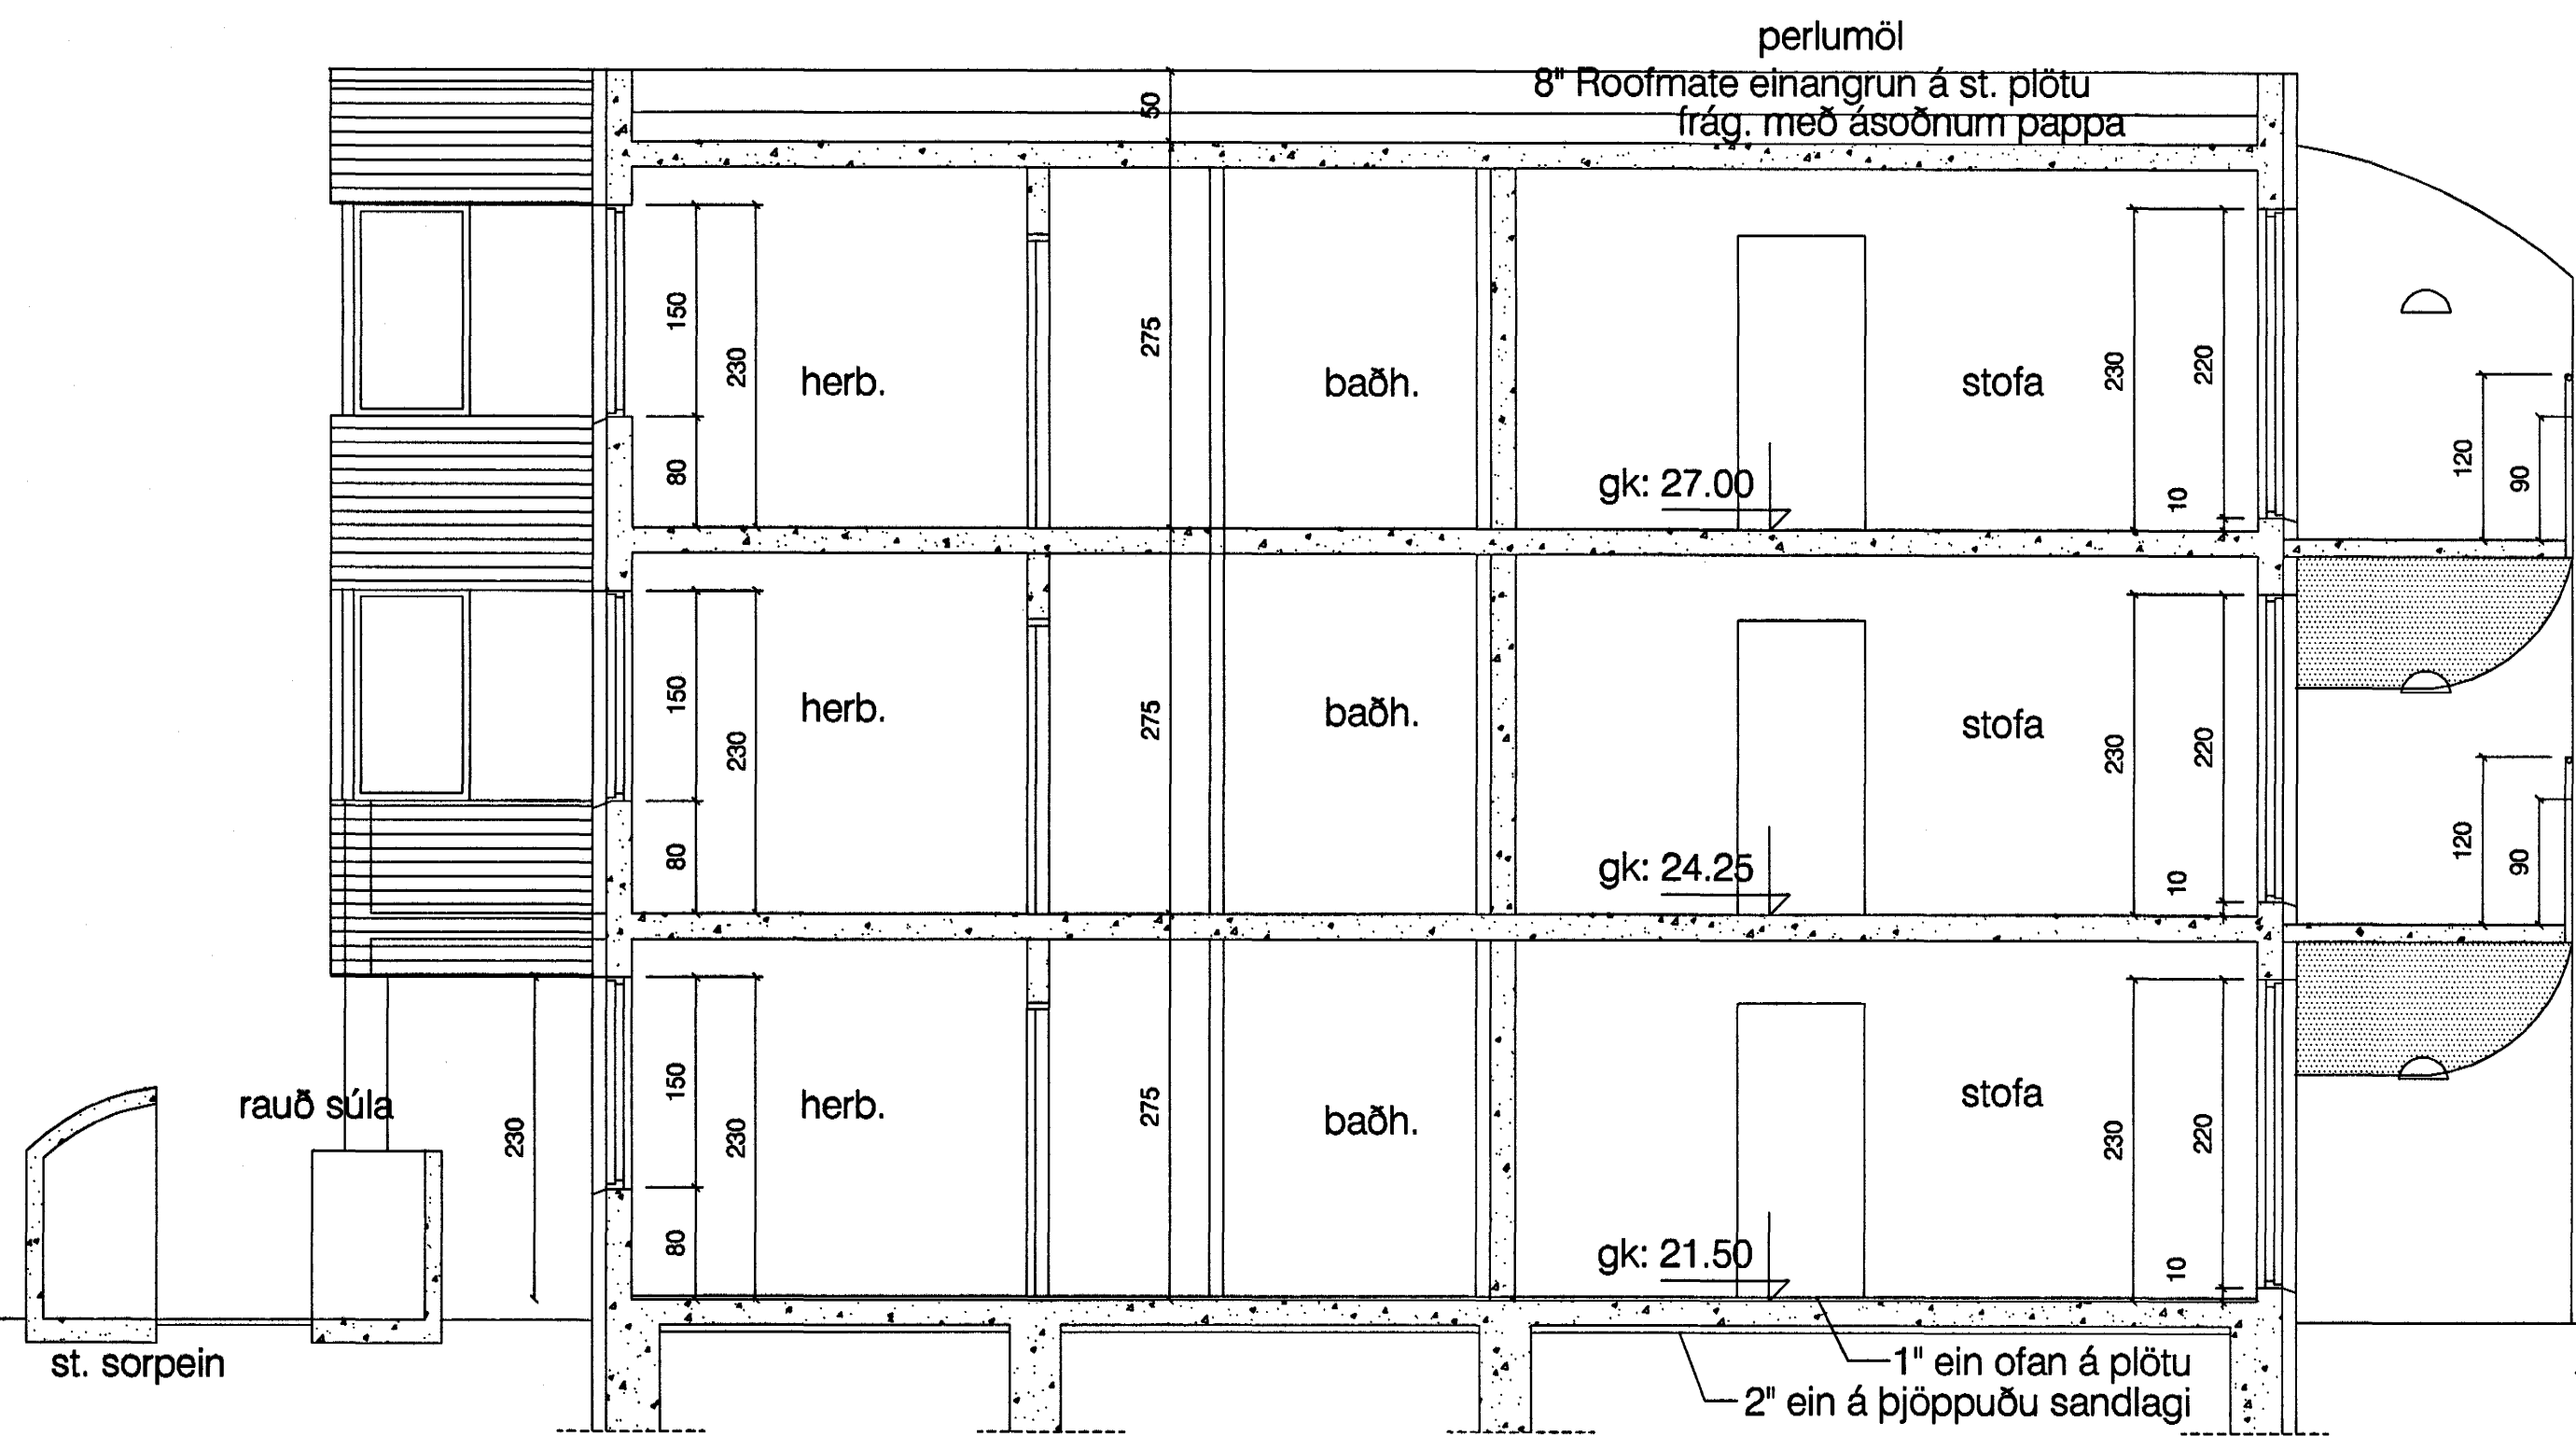 perlumöl
8" Roofmate einangrun á st. plötu
frág. með ásoðnum pappa
50
150
230
80
herb.
275
baðh.
stofa
gk: 27.00
230
220
10
120
90
150
230
80
herb.
275
baðh.
stofa
gk: 24.25
230
220
10
120
90
rauð súla
230
150
230
80
herb.
275
baðh.
stofa
gk: 21.50
230
220
10
st. sorpein
1" ein ofan á plötu
2" ein á þjöppuðu sandlagi